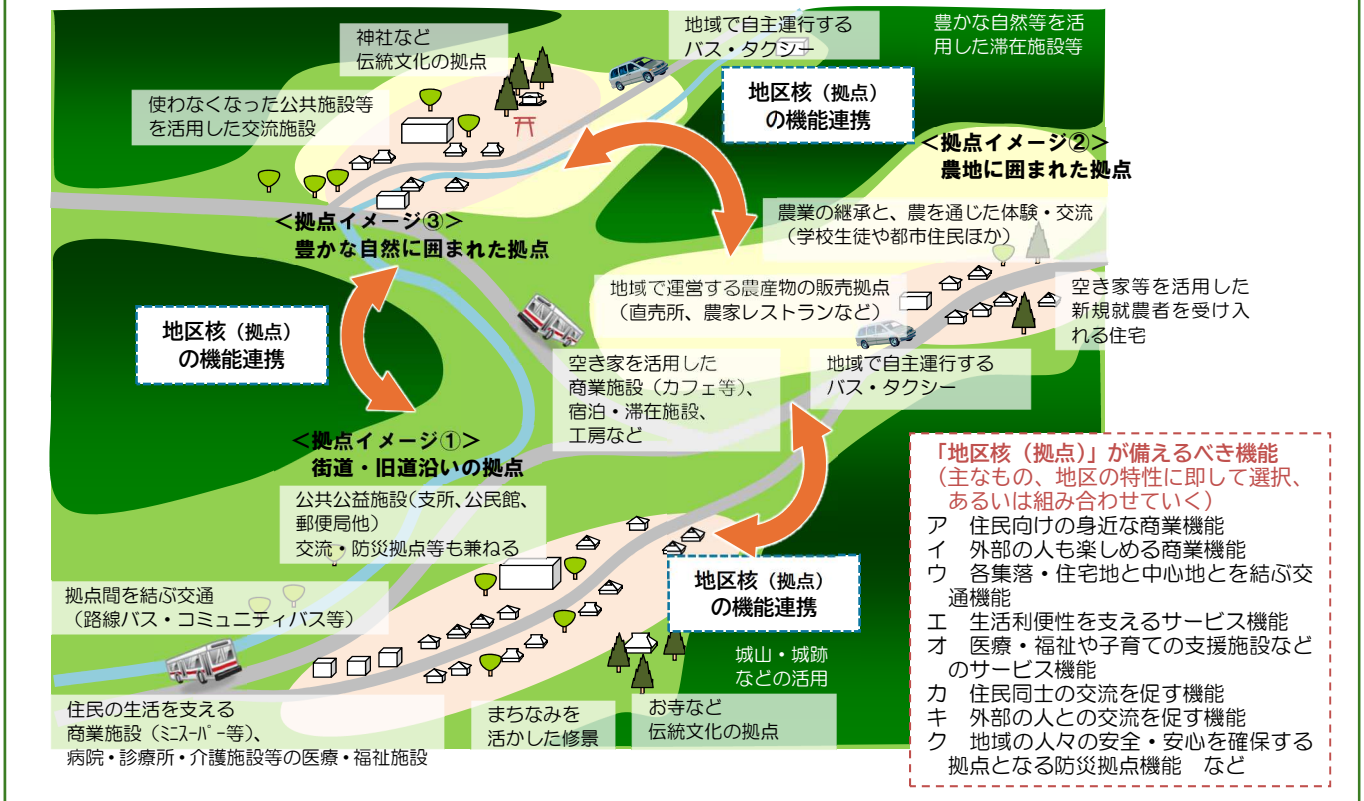 神社など
伝統文化の拠点
地域で自主運行する
バス・タクシー
豊かな自然等を活
用した滞在施設等
使わなくなった公共施設等
を活用した交流施設
地区核（拠点）
の機能連携
＜拠点イメージ②＞
農地に囲まれた拠点
農業の継承と、農を通じた体験・交流
（学校生徒や都市住民ほか）
＜拠点イメージ③＞
豊かな自然に囲まれた拠点
地域で運営する農産物の販売拠点
（直売所、農家レストランなど）
空き家等を活用した
新規就農者を受け入
れる住宅
地区核（拠点）
の機能連携
空き家を活用した
商業施設（カフェ等）、
宿泊・滞在施設、
工房など
地域で自主運行する
バス・タクシー
＜拠点イメージ①＞
街道・旧道沿いの拠点
公共公益施設（支所、公民館、
郵便局他）
交流・防災拠点等も兼ねる
地区核（拠点）
の機能連携
拠点間を結ぶ交通
（路線バス・コミュニティバス等）
城山・城跡
などの活用
住民の生活を支える
商業施設（ﾐﾆｽｰﾊﾟｰ等）、
病院・診療所・介護施設等の医療・福祉施設
まちなみを
活かした修景
お寺など
伝統文化の拠点
「地区核（拠点）」が備えるべき機能
（主なもの、地区の特性に即して選択、
あるいは組み合わせていく）
ア　住民向けの身近な商業機能
イ　外部の人も楽しめる商業機能
ウ　各集落・住宅地と中心地とを結ぶ交
通機能
エ　生活利便性を支えるサービス機能
オ　医療・福祉や子育ての支援施設など
のサービス機能
カ　住民同士の交流を促す機能
キ　外部の人との交流を促す機能
ク　地域の人々の安全・安心を確保する
拠点となる防災拠点機能　など